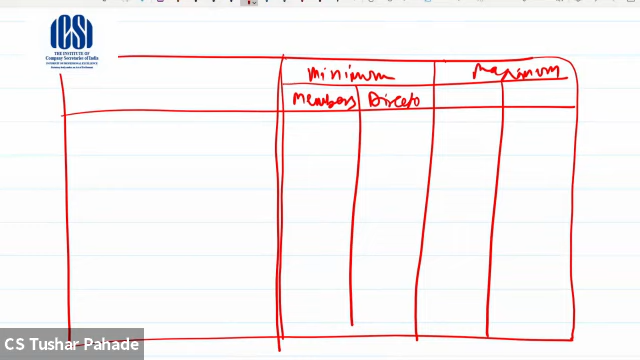 ICSI
THE INSTITUTE OF
Company Secretaries of India
Minimum
Maximum
Members
Directo
CS Tushar Pahade